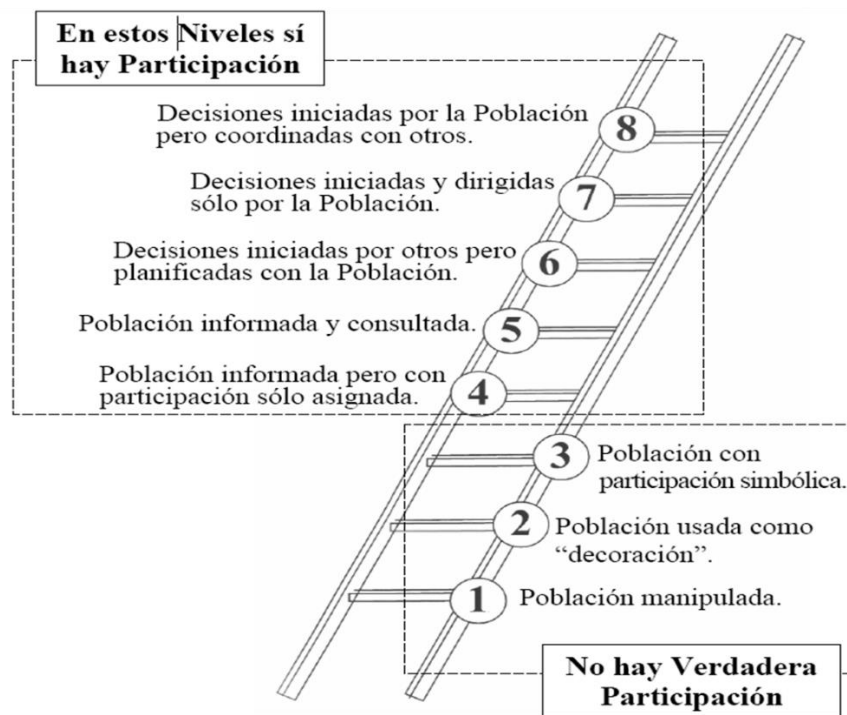 En estos Niveles sí
hay Participación
Decisiones iniciadas por la Población
pero coordinadas con otros.
8
Decisiones iniciadas y dirigidas
sólo por la Población.
7
Decisiones iniciadas por otros pero
planificadas con la Población.
6
Población informada y consultada.
5
Población informada pero con
participación sólo asignada.
4
3
Población con
participación simbólica.
2
Población usada como
“decoración”.
1
Población manipulada.
No hay Verdadera
Participación